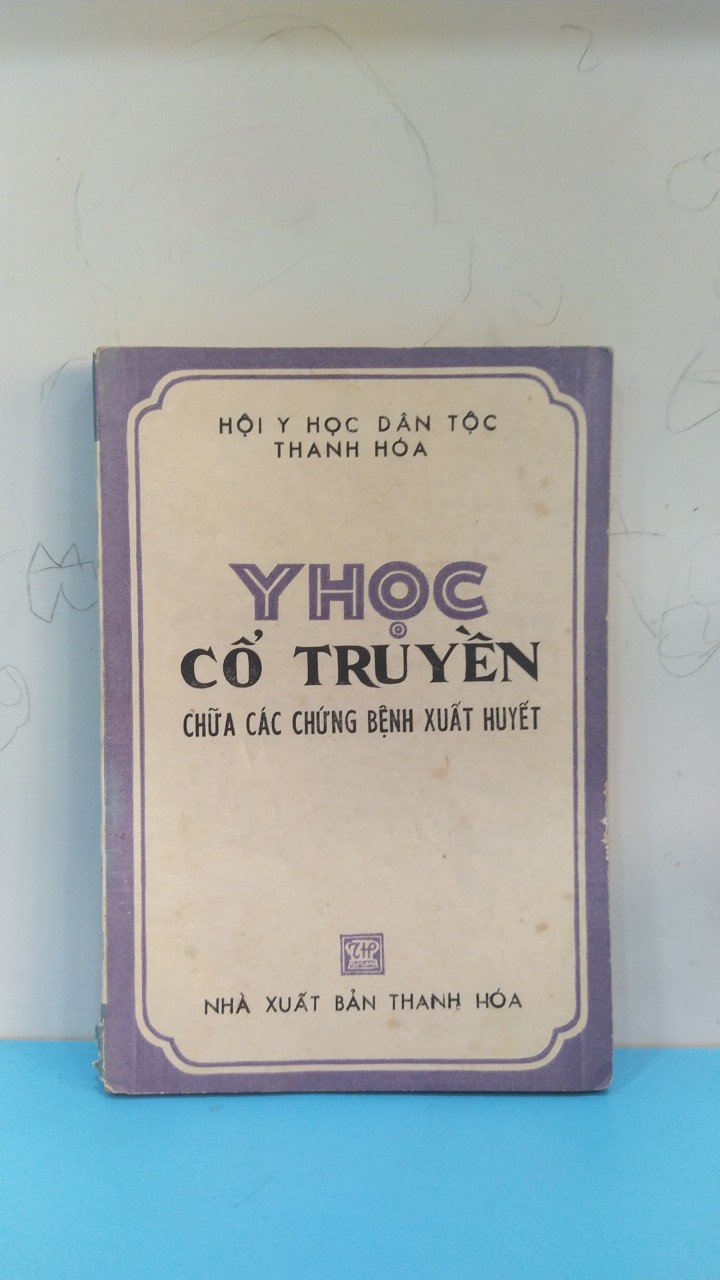 HỘI Y HỌC DÂN TỘC
THANH HÓA
Y HỌC
CỔ TRUYỀN
CHỮA CÁC CHỨNG BỆNH XUẤT HUYẾT
NHÀ XUẤT BẢN THANH HÓA